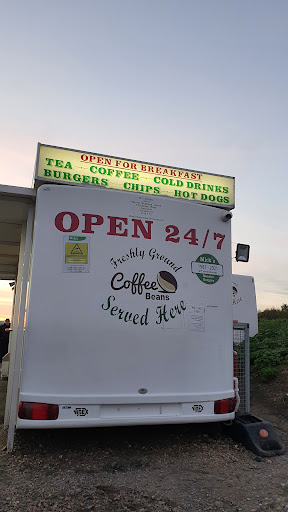 OPEN FOR BREAKFAST
TEA COFFEE COLD DRINKS
BURGERS CHIPS HOT DOGS
OPEN 24/7
Freshly Ground
Coffee
Beans
Served Here
Nick's